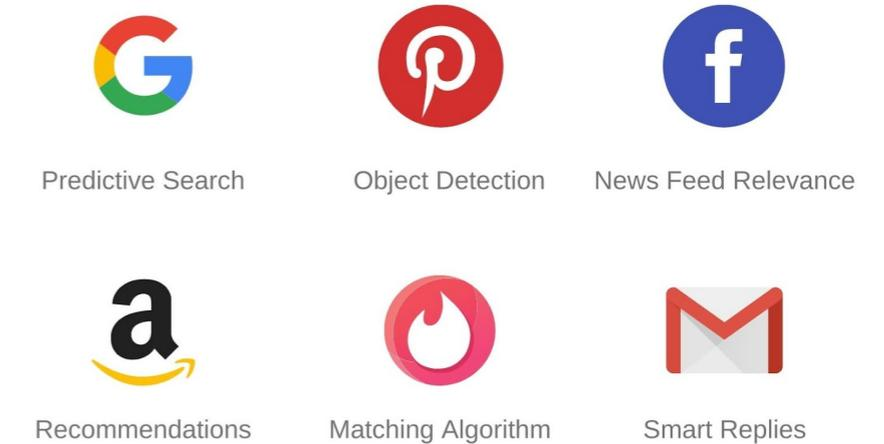 Predictive Search
Object Detection
News Feed Relevance
Recommendations
Matching Algorithm
Smart Replies